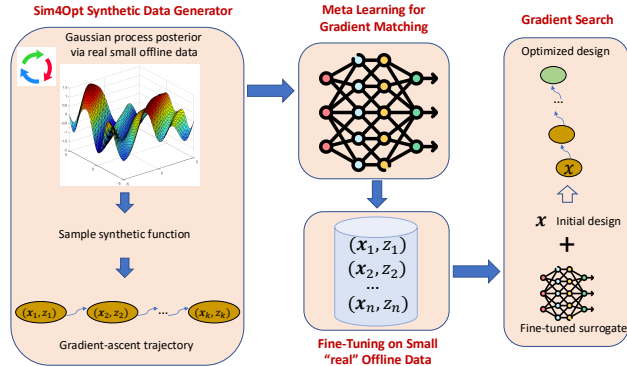 Sim4Opt Synthetic Data Generator
Gaussian process posterior
via real small offline data
Sample synthetic function
(x₁, z₁)
(x₂, z₂)
...
(xₖ, zₖ)
Gradient-ascent trajectory
Meta Learning for
Gradient Matching
(x₁, z₁)
(x₂, z₂)
...
(xₙ, zₙ)
Fine-Tuning on Small
“real” Offline Data
Gradient Search
Optimized design
...
x
x Initial design
+
Fine-tuned surrogate